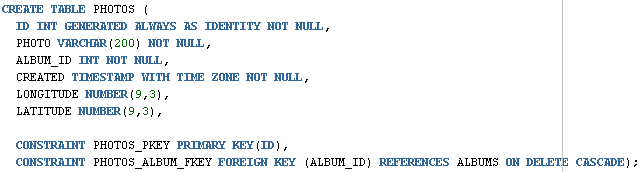 CREATE TABLE PHOTOS (
ID INT GENERATED ALWAYS AS IDENTITY NOT NULL,
PHOTO VARCHAR(200) NOT NULL,
ALBUM_ID INT NOT NULL,
CREATED TIMESTAMP WITH TIME ZONE NOT NULL,
LONGITUDE NUMBER(9,3),
LATITUDE NUMBER(9,3),
CONSTRAINT PHOTOS_PKEY PRIMARY KEY(ID),
CONSTRAINT PHOTOS_ALBUM_FKEY FOREIGN KEY (ALBUM_ID) REFERENCES ALBUMS ON DELETE CASCADE);